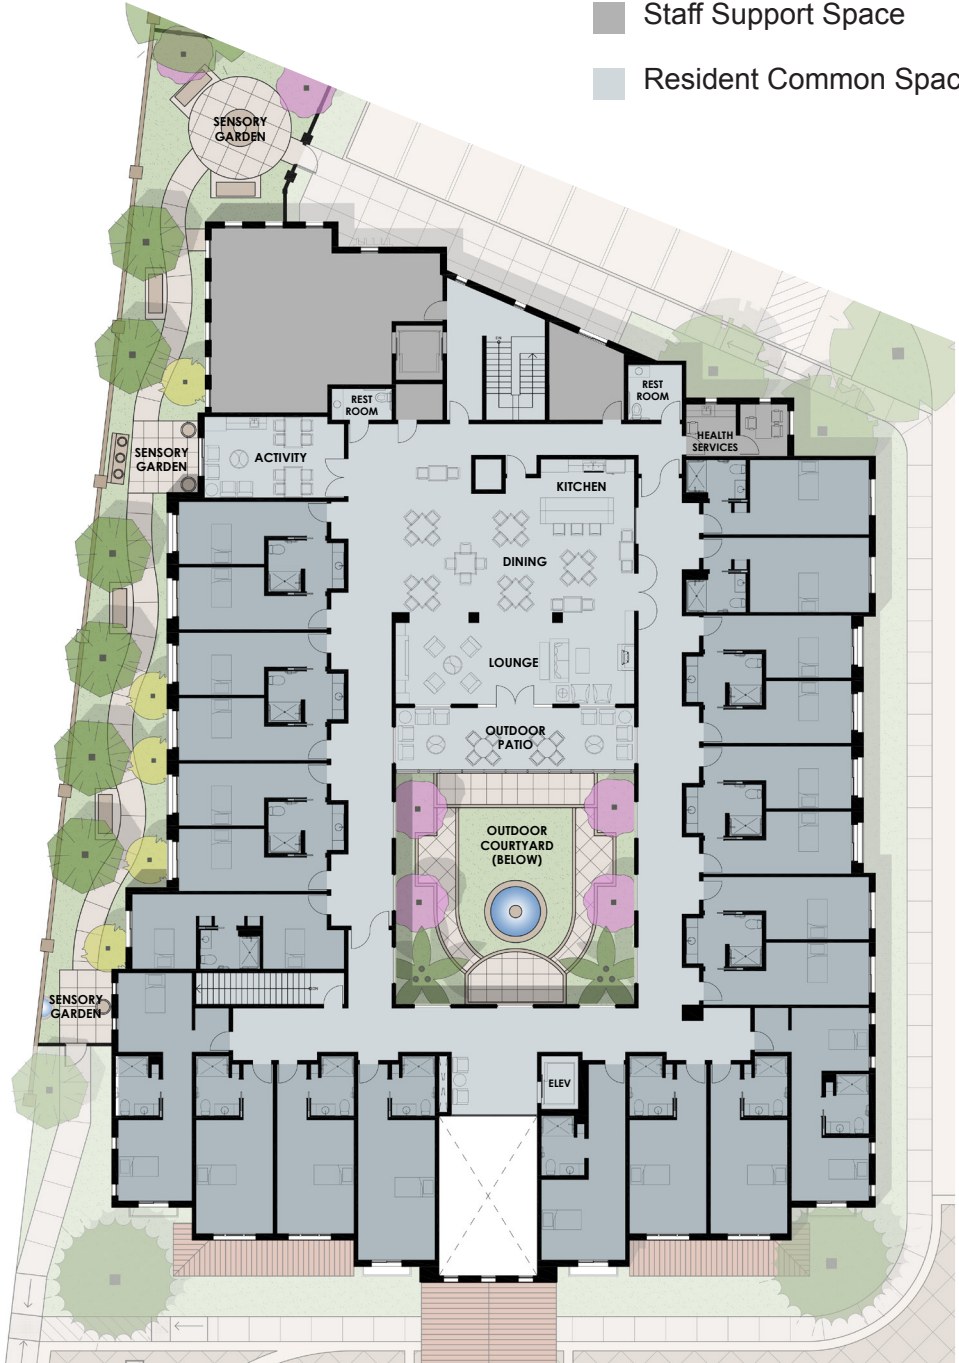 Staff Support Space
Resident Common Spac
SENSORY
GARDEN
REST
ROOM
REST
ROOM
HEALTH
SERVICES
SENSORY
GARDEN
ACTIVITY
KITCHEN
DINING
LOUNGE
OUTDOOR
PATIO
OUTDOOR
COURTYARD
(BELOW)
SENSORY
GARDEN
ELEV